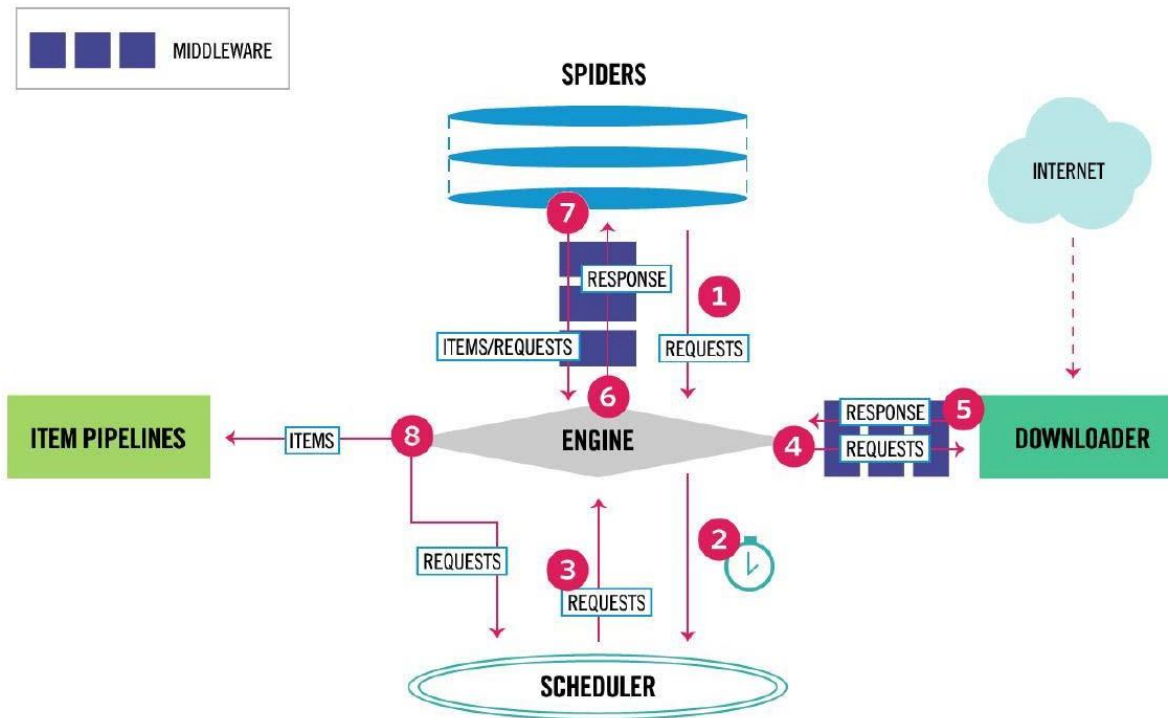 MIDDLEWARE
SPIDERS
INTERNET
7
RESPONSE
1
ITEMS/REQUESTS
REQUESTS
6
5
RESPONSE
ITEM PIPELINES
ITEMS
8
ENGINE
4
REQUESTS
DOWNLOADER
2
REQUESTS
3
REQUESTS
SCHEDULER